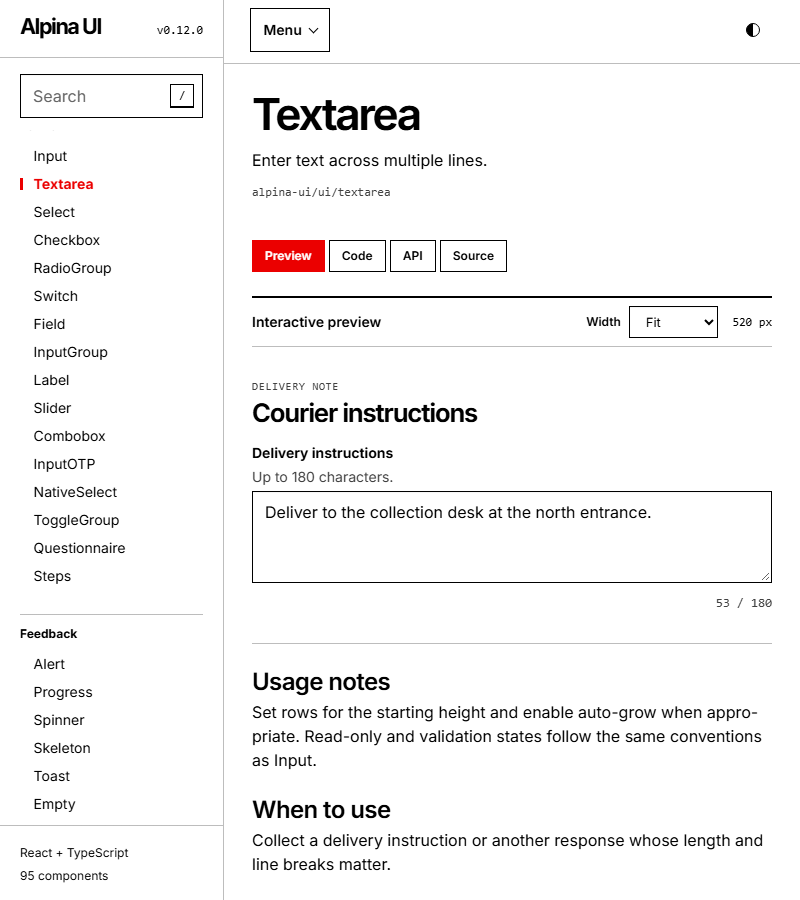 Alpina UI
v0.12.0
Search
/
Input
Textarea
Select
Checkbox
RadioGroup
Switch
Field
InputGroup
Label
Slider
Combobox
InputOTP
NativeSelect
ToggleGroup
Questionnaire
Steps
Feedback
Alert
Progress
Spinner
Skeleton
Toast
Empty
React + TypeScript
95 components
Menu
Textarea
Enter text across multiple lines.
alpina-ui/ui/textarea
Preview
Code
API
Source
Interactive preview
Width
Fit
520 px
DELIVERY NOTE
Courier instructions
Delivery instructions
Up to 180 characters.
Deliver to the collection desk at the north entrance.
53 / 180
Usage notes
Set rows for the starting height and enable auto-grow when appro-
priate. Read-only and validation states follow the same conventions
as Input.
When to use
Collect a delivery instruction or another response whose length and
line breaks matter.